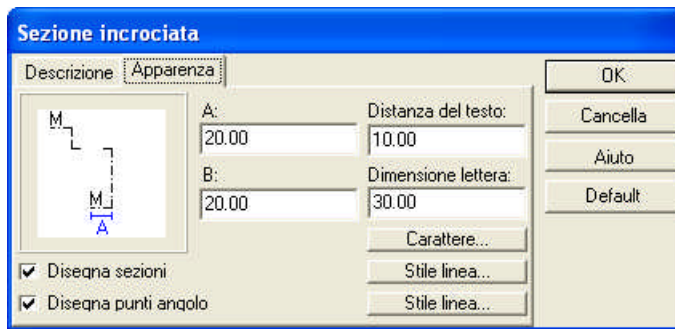 Sezione incrociata
Descrizione Apparenza
OK
Cancella
Aiuto
Default
M
M
A
A:
20.00
B:
20.00
Distanza del testo:
10.00
Dimensione lettera:
30.00
Carattere...
Disegna sezioni
Stile linea...
Disegna punti angolo
Stile linea...